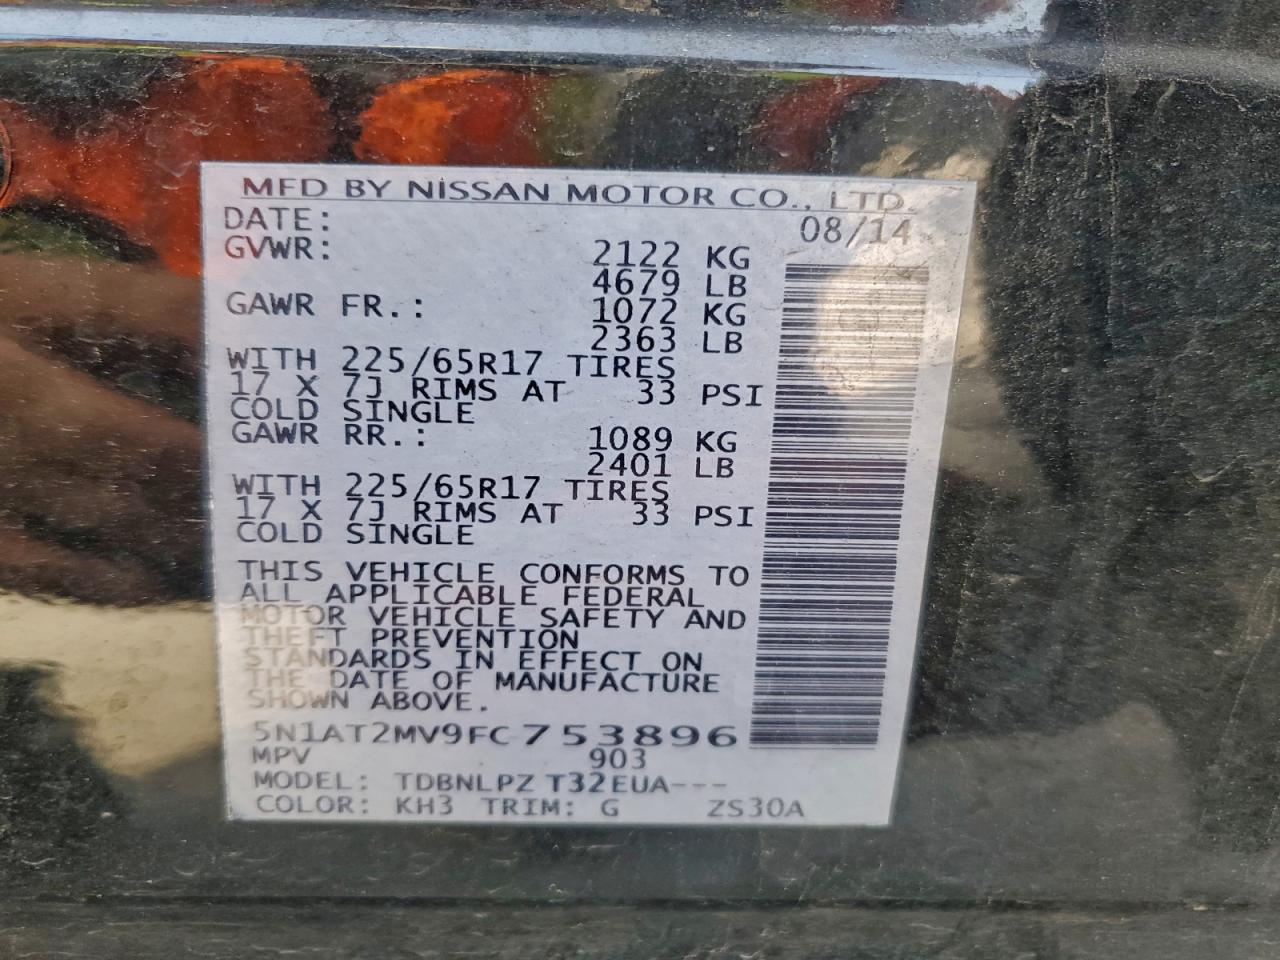 MFD BY NISSAN MOTOR CO., LTD.
DATE: 08/14
GVWR: 2122 KG
4679 LB
GAWR FR.: 1072 KG
2363 LB
WITH 225/65R17 TIRES
17 X 7J RIMS AT 33 PSI
COLD SINGLE
GAWR RR.: 1089 KG
2401 LB
WITH 225/65R17 TIRES
17 X 7J RIMS AT 33 PSI
COLD SINGLE
THIS VEHICLE CONFORMS TO
ALL APPLICABLE FEDERAL
MOTOR VEHICLE SAFETY AND
THEFT PREVENTION
STANDARDS IN EFFECT ON
THE DATE OF MANUFACTURE
SHOWN ABOVE.
5N1AT2MV9FC753896
MPV 903
MODEL: TDBNLPZ T32EUA---
COLOR: KH3 TRIM: G ZS30A